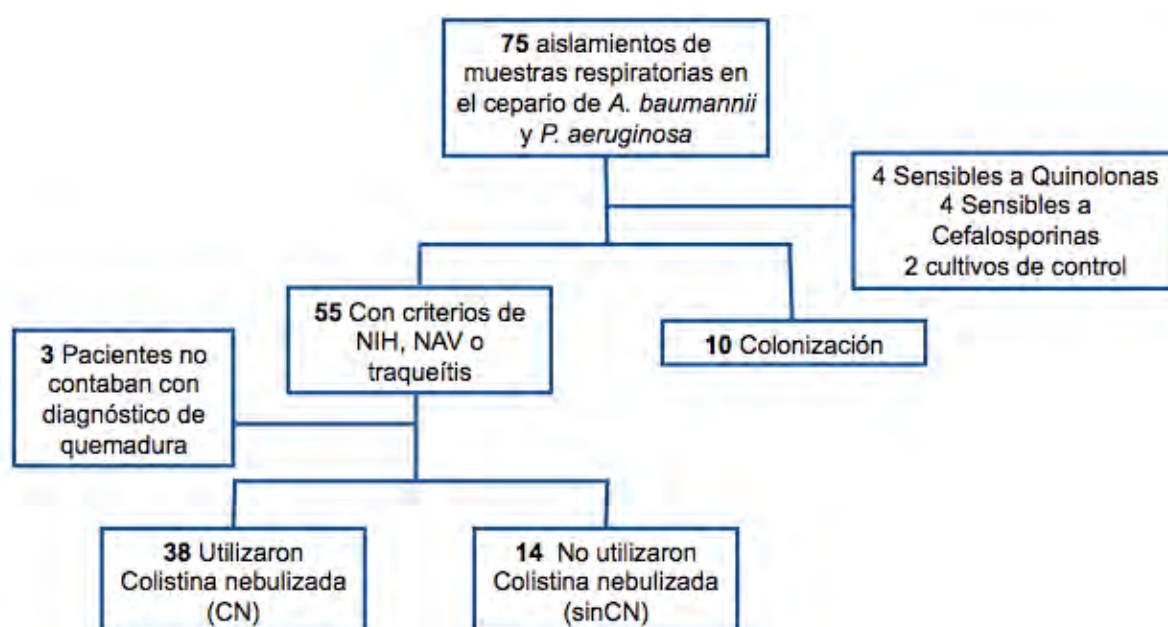 75 aislamientos de
muestras respiratorias en
el cepario de A. baumannii
y P. aeruginosa
4 Sensibles a Quinolonas
4 Sensibles a
Cefalosporinas
2 cultivos de control
55 Con criterios de
NIH, NAV o
traqueítis
10 Colonización
3 Pacientes no
contaban con
diagnóstico de
quemadura
38 Utilizaron
Colistina nebulizada
(CN)
14 No utilizaron
Colistina nebulizada
(sinCN)